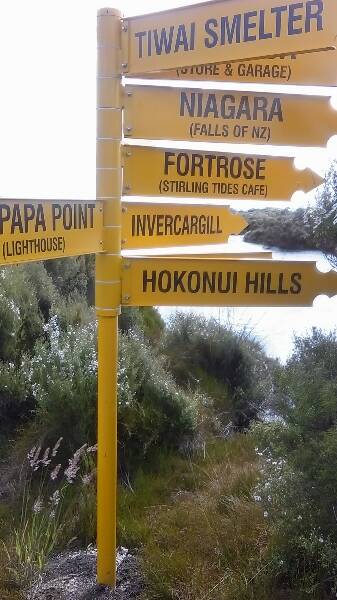 TIWAI SMELTER
(STORE & GARAGE)
NIAGARA
(FALLS OF NZ)
FORTROSE
(STIRLING TIDES CAFE)
PAPA POINT
(LIGHTHOUSE)
INVERCARGILL
HOKONUI HILLS